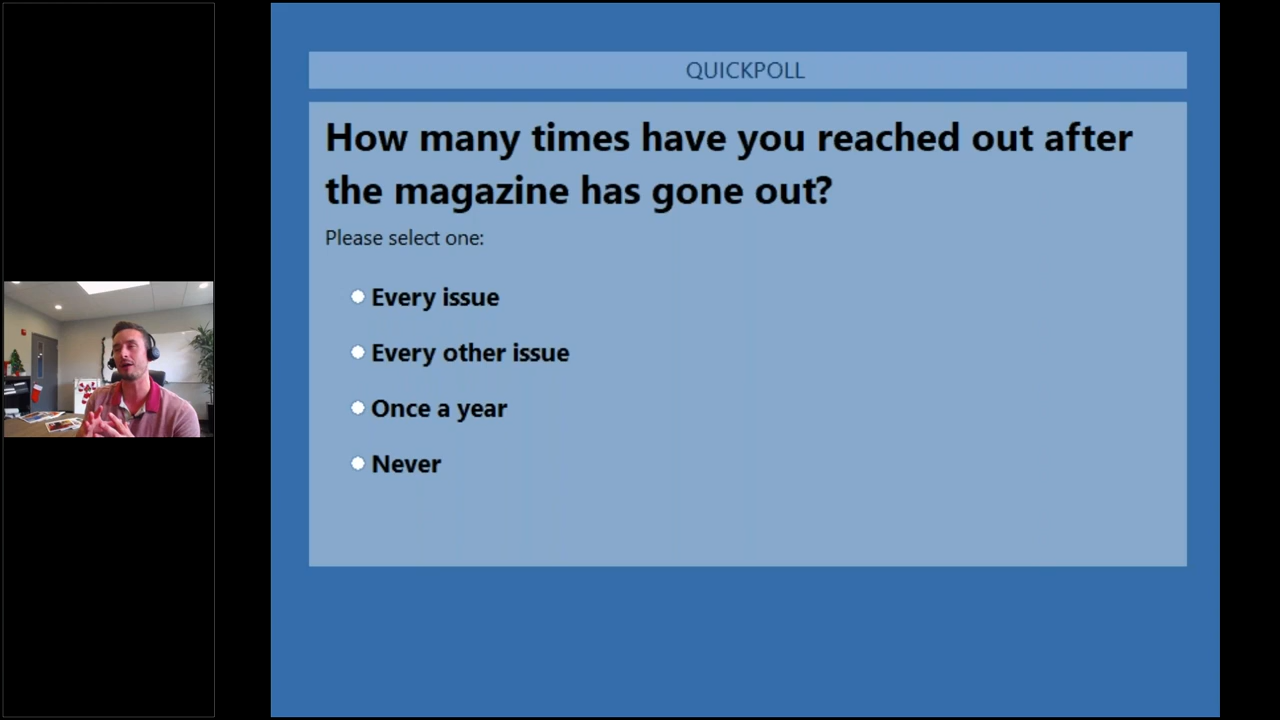 QUICKPOLL
How many times have you reached out after
the magazine has gone out?
Please select one:
Every issue
Every other issue
Once a year
Never